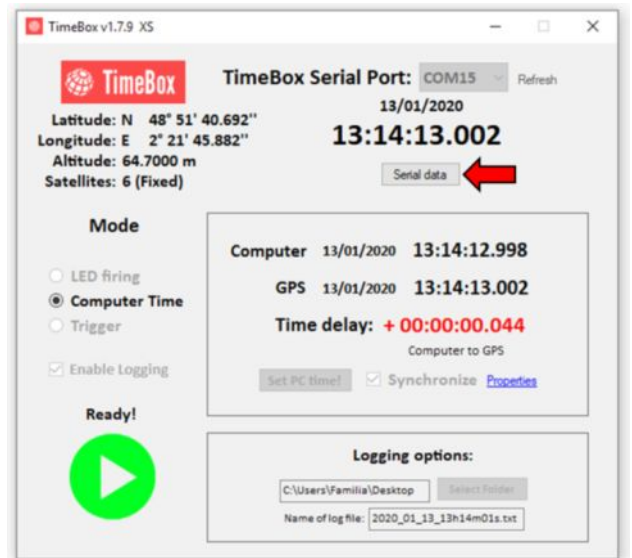 TimeBox v1.7.9 XS
TimeBox
TimeBox Serial Port: COM15 Refresh
13/01/2020
13:14:13.002
Serial data
Latitude: N 48° 51' 40.692''
Longitude: E 2° 21' 45.882''
Altitude: 64.7000 m
Satellites: 6 (Fixed)
Mode
LED firing
Computer Time
Trigger
Enable Logging
Ready!
Computer 13/01/2020 13:14:12.998
GPS 13/01/2020 13:14:13.002
Time delay: + 00:00:00.044
Computer to GPS
Set PC time! Synchronize Properties
Logging options:
C:\Users\Familia\Desktop Select Folder
Name of log file: 2020_01_13_13h14m01s.txt